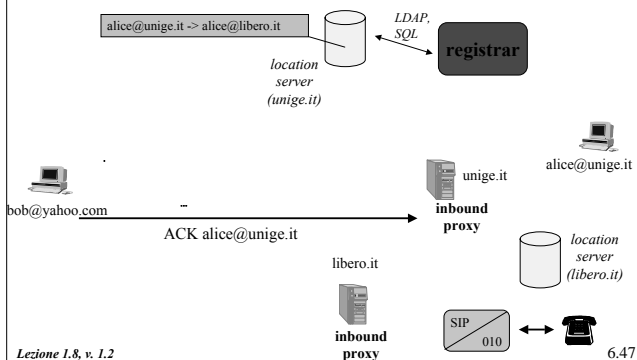 alice@unige.it -> alice@libero.it
LDAP,
SQL
registrar
location
server
(unige.it)
alice@unige.it
unige.it
bob@yahoo.com
...
inbound
proxy
ACK alice@unige.it
location
server
(libero.it)
libero.it
SIP
010
inbound
proxy
Lezione 1.8, v. 1.2
6.47